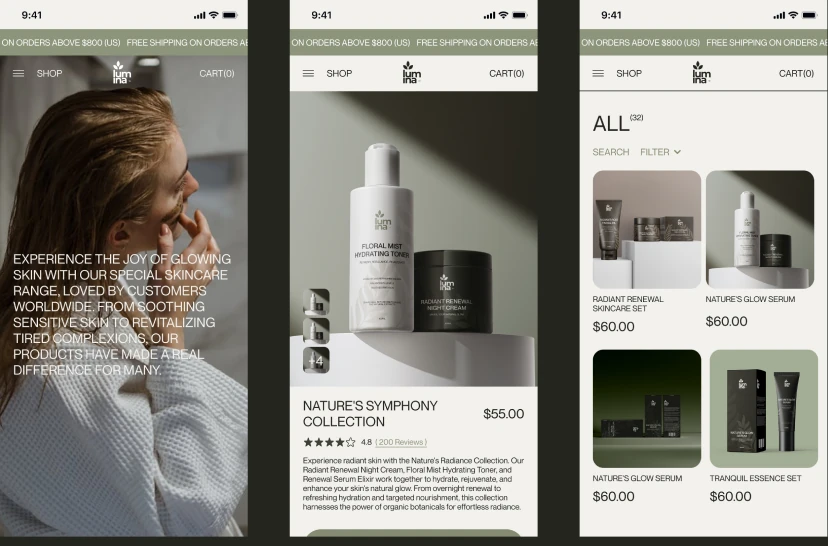 9:41
ON ORDERS ABOVE $800 (US) FREE SHIPPING ON ORDERS AB
SHOP
lum
ina
CART(0)
EXPERIENCE THE JOY OF GLOWING
SKIN WITH OUR SPECIAL SKINCARE
RANGE, LOVED BY CUSTOMERS
WORLDWIDE. FROM SOOTHING
SENSITIVE SKIN TO REVITALIZING
TIRED COMPLEXIONS, OUR
PRODUCTS HAVE MADE A REAL
DIFFERENCE FOR MANY.
9:41
ON ORDERS ABOVE $800 (US) FREE SHIPPING ON ORDERS AB
SHOP
lum
ina
CART(0)
lum
ina
FLORAL MIST
HYDRATING TONER
lum
ina
RADIANT RENEWAL
NIGHT CREAM
+4
NATURE'S SYMPHONY
COLLECTION
$55.00
4.8 ( 200 Reviews )
Experience radiant skin with the Nature's Radiance Collection. Our
Radiant Renewal Night Cream, Floral Mist Hydrating Toner, and
Renewal Serum Elixir work together to hydrate, rejuvenate, and
enhance your skin's natural glow. From overnight renewal to
refreshing hydration and targeted nourishment, this collection
harnesses the power of organic botanicals for effortless radiance.
9:41
ON ORDERS ABOVE $800 (US) FREE SHIPPING ON ORDERS AB
SHOP
lum
ina
CART(0)
ALL (32)
SEARCH FILTER
RADIANT RENEWAL
SKINCARE SET
$60.00
NATURE'S GLOW SERUM
$60.00
NATURE'S GLOW SERUM
$60.00
TRANQUIL ESSENCE SET
$60.00